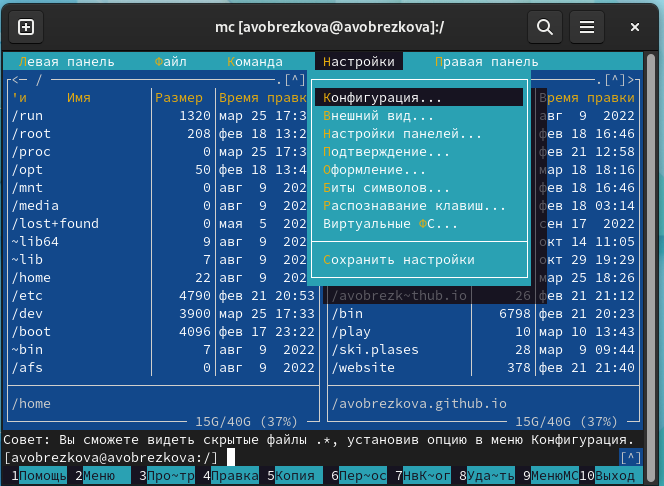 mc [avobrezkova@avobrezkova]:/
Левая панель Файл Команда Настройки Правая панель
<─ / .[^] .[^]>
'и Имя Размер Время правк Время правки
/run 1320 мар 25 17:3 Конфигурация... авг 9 2022
/root 208 фев 18 13:2 Внешний вид... фев 18 16:46
/proc 0 мар 25 17:3 Настройки панелей... фев 21 12:58
/opt 50 фев 18 13:4 Подтверждение... мар 18 18:16
/mnt 0 авг 9 202 Оформление... фев 18 16:46
/media 0 авг 9 202 Биты символов... фев 18 03:14
/lost+found 0 мая 5 202 Распознавание клавиш... сен 17 2022
~lib64 9 авг 9 202 Виртуальные ФС... окт 14 11:05
~lib 7 авг 9 202 окт 29 19:29
/home 22 авг 9 202 Сохранить настройки мар 25 18:26
/etc 4790 фев 21 20:53 /avobrezk~thub.io 26 фев 21 21:12
/dev 3900 мар 25 17:33 /bin 6798 фев 21 20:23
/boot 4096 фев 17 23:22 /play 10 мар 10 13:43
~bin 7 авг 9 2022 /ski.plases 28 мар 9 09:44
/afs 0 авг 9 2022 /website 378 фев 21 21:40
/home /avobrezkova.github.io
15G/40G (37%) 15G/40G (37%)
Совет: Вы сможете видеть скрытые файлы .*, установив опцию в меню Конфигурация.
[avobrezkova@avobrezkova:/] [^]
1Помощь 2Меню 3Про~тр 4Правка 5Копия 6Пер~ос 7НвК~ог 8Уда~ть 9МенюMC 10Выход